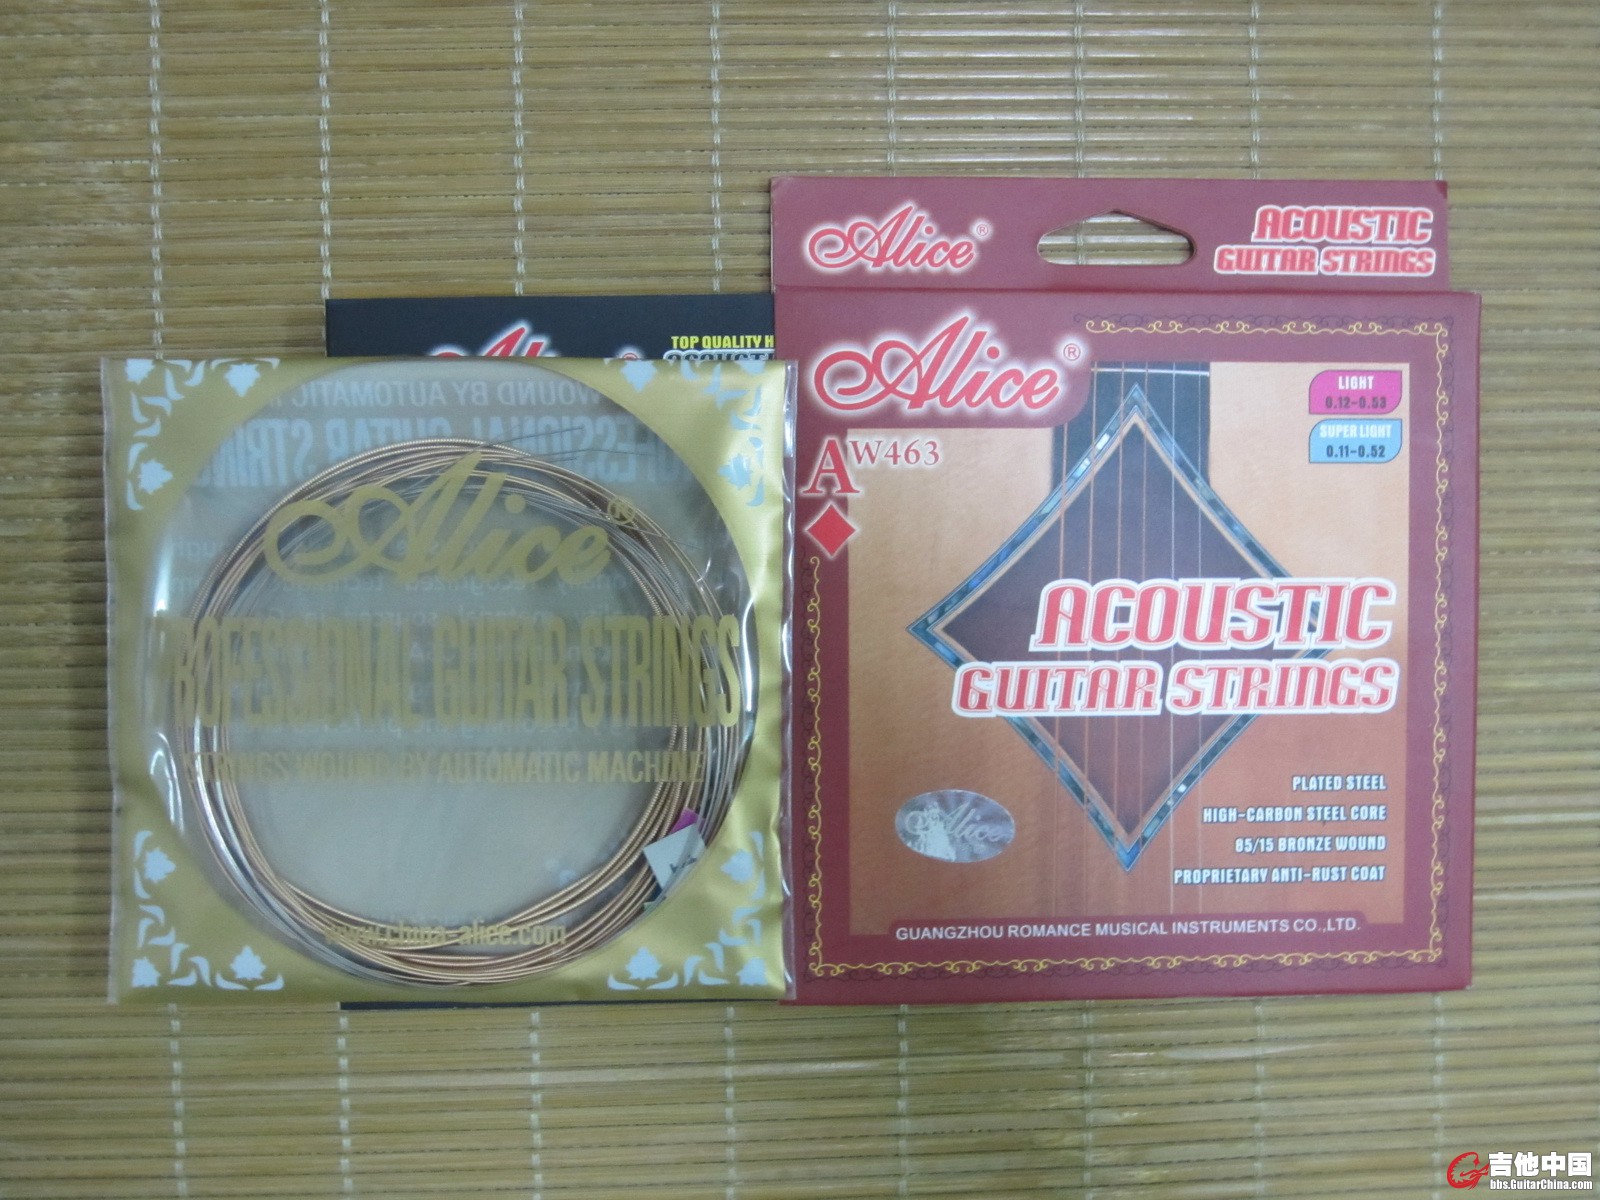 Alice®
ACOUSTIC
GUITAR STRINGS
Alice®
AW463
LIGHT
0.12-0.53
SUPER LIGHT
0.11-0.52
ACOUSTIC
GUITAR STRINGS
PLATED STEEL
HIGH-CARBON STEEL CORE
85/15 BRONZE WOUND
PROPRIETARY ANTI-RUST COAT
Alice
GUANGZHOU ROMANCE MUSICAL INSTRUMENTS CO.,LTD.
TOP QUALITY
Alice®
PROFESSIONAL GUITAR STRINGS
STRINGS WOUND BY AUTOMATIC MACHINE
www.china-alice.com
吉他中国
bbs.GuitarChina.com